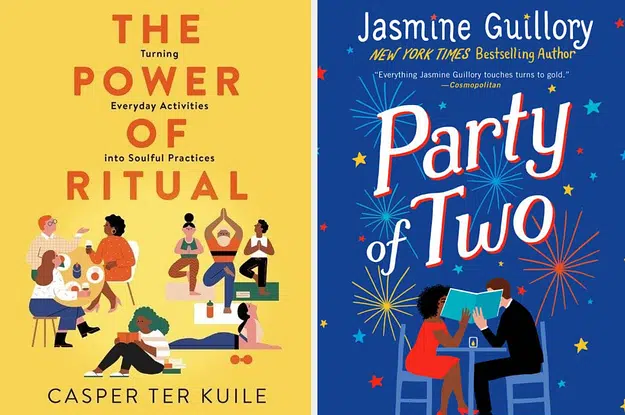 THE
Turning
POWER
Everyday Activities
OF
into Soulful Practices
RITUAL
CASPER TER KUILE
Jasmine Guillory
NEW YORK TIMES Bestselling Author
"Everything Jasmine Guillory touches turns to gold."
—Cosmopolitan
Party
of Two